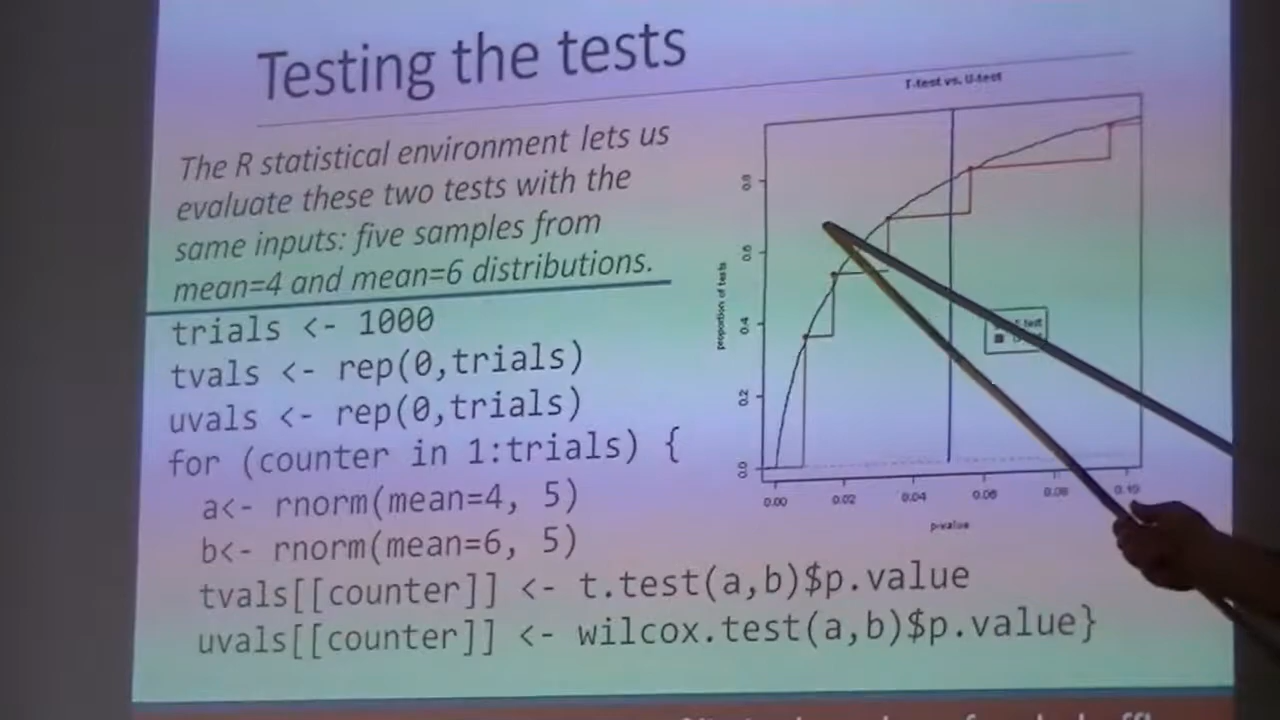 Testing the tests
The R statistical environment lets us
evaluate these two tests with the
same inputs: five samples from
mean=4 and mean=6 distributions.
trials <- 1000
tvals <- rep(0,trials)
uvals <- rep(0,trials)
for (counter in 1:trials) {
a<- rnorm(mean=4, 5)
b<- rnorm(mean=6, 5)
tvals[[counter]] <- t.test(a,b)$p.value
uvals[[counter]] <- wilcox.test(a,b)$p.value}
T-test vs. U-test
proportion of tests
0.8
0.6
0.4
0.2
0.0
0.00 0.02 0.04 0.06 0.08 0.10
p-value
test